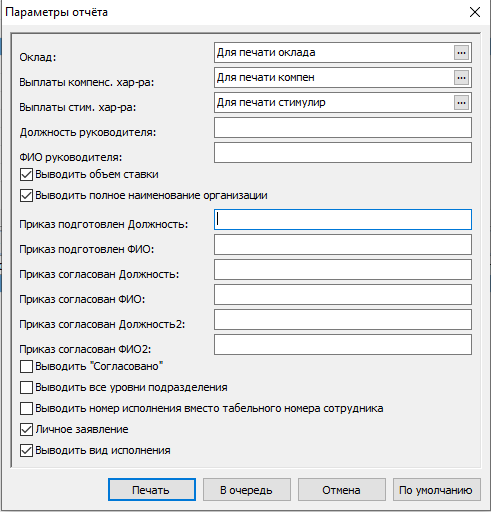 Параметры отчёта
Оклад: Для печати оклада ...
Выплаты компенс. хар-ра: Для печати компен ...
Выплаты стим. хар-ра: Для печати стимулир ...
Должность руководителя:
ФИО руководителя:
Выводить объем ставки
Выводить полное наименование организации
Приказ подготовлен Должность:
Приказ подготовлен ФИО:
Приказ согласован Должность:
Приказ согласован ФИО:
Приказ согласован Должность2:
Приказ согласован ФИО2:
Выводить "Согласовано"
Выводить все уровни подразделения
Выводить номер исполнения вместо табельного номера сотрудника
Личное заявление
Выводить вид исполнения
Печать В очередь Отмена По умолчанию